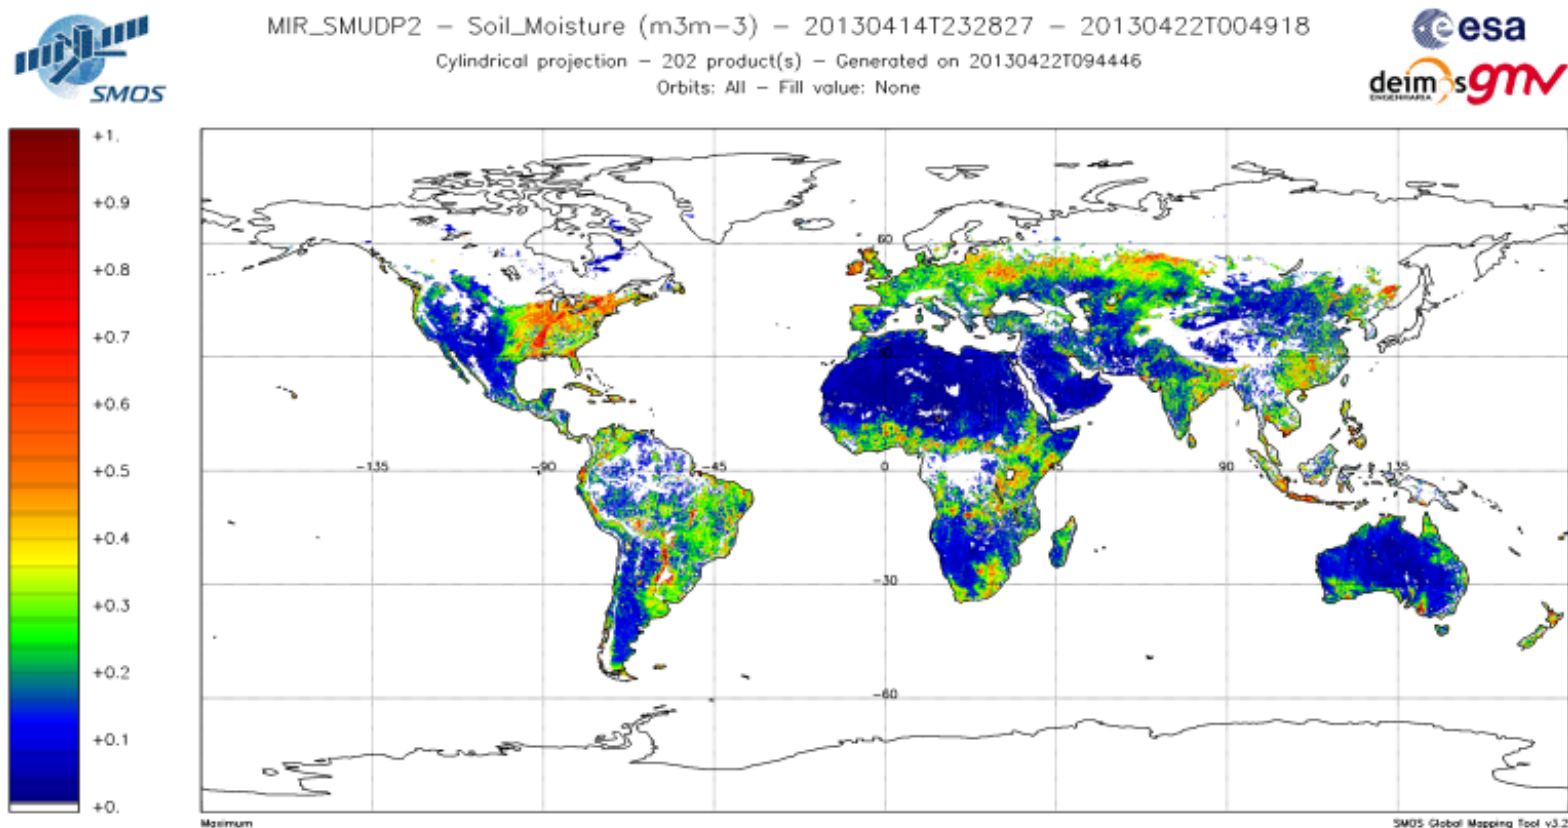 MIR_SMUDP2 - Soil_Moisture (m3m-3) - 20130414T232827 - 20130422T004918
Cylindrical projection - 202 product(s) - Generated on 20130422T094446
Orbits: All - Fill value: None
SMOS
esa
deimos
ENGENHARIA
gmv
+1.
+0.9
+0.8
+0.7
+0.6
+0.5
+0.4
+0.3
+0.2
+0.1
+0.
60
30
-135
-90
-45
0
45
90
135
-30
-60
Maximum
SMOS Global Mapping Tool v3.2